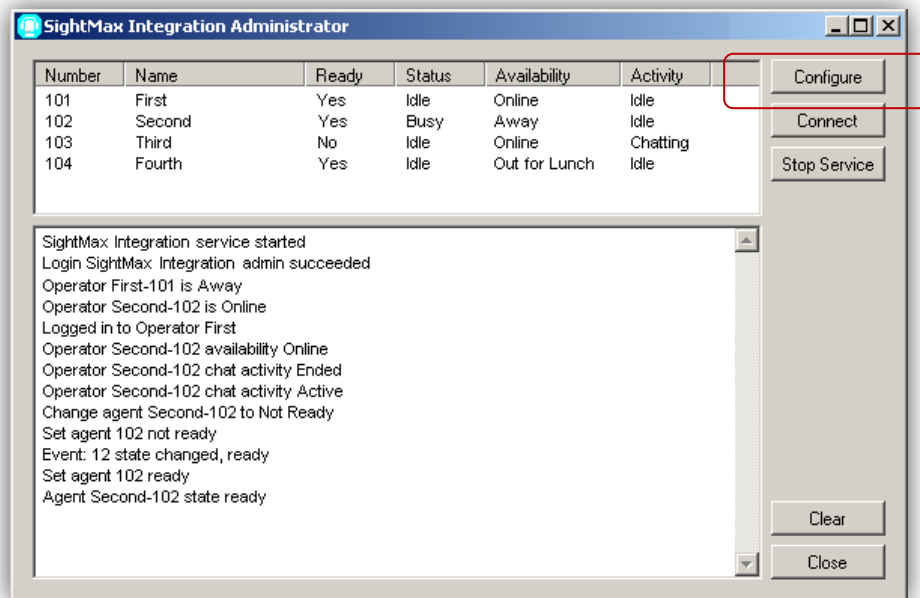 SightMax Integration Administrator
Number Name Ready Status Availability Activity
101 First Yes Idle Online Idle
102 Second Yes Busy Away Idle
103 Third No Idle Online Chatting
104 Fourth Yes Idle Out for Lunch Idle
Configure
Connect
Stop Service
SightMax Integration service started
Login SightMax Integration admin succeeded
Operator First-101 is Away
Operator Second-102 is Online
Logged in to Operator First
Operator Second-102 availability Online
Operator Second-102 chat activity Ended
Operator Second-102 chat activity Active
Change agent Second-102 to Not Ready
Set agent 102 not ready
Event: 12 state changed, ready
Set agent 102 ready
Agent Second-102 state ready
Clear
Close